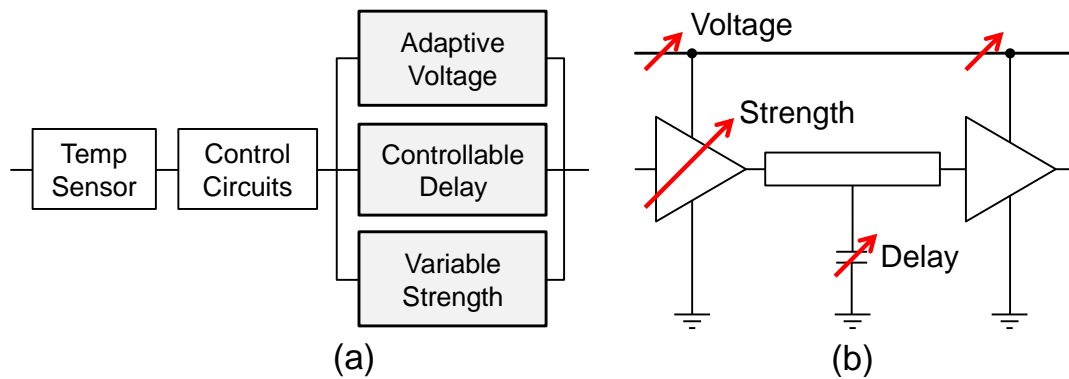 Adaptive
Voltage
Temp
Sensor
Control
Circuits
Controllable
Delay
Variable
Strength
(a)
Voltage
Strength
Delay
(b)